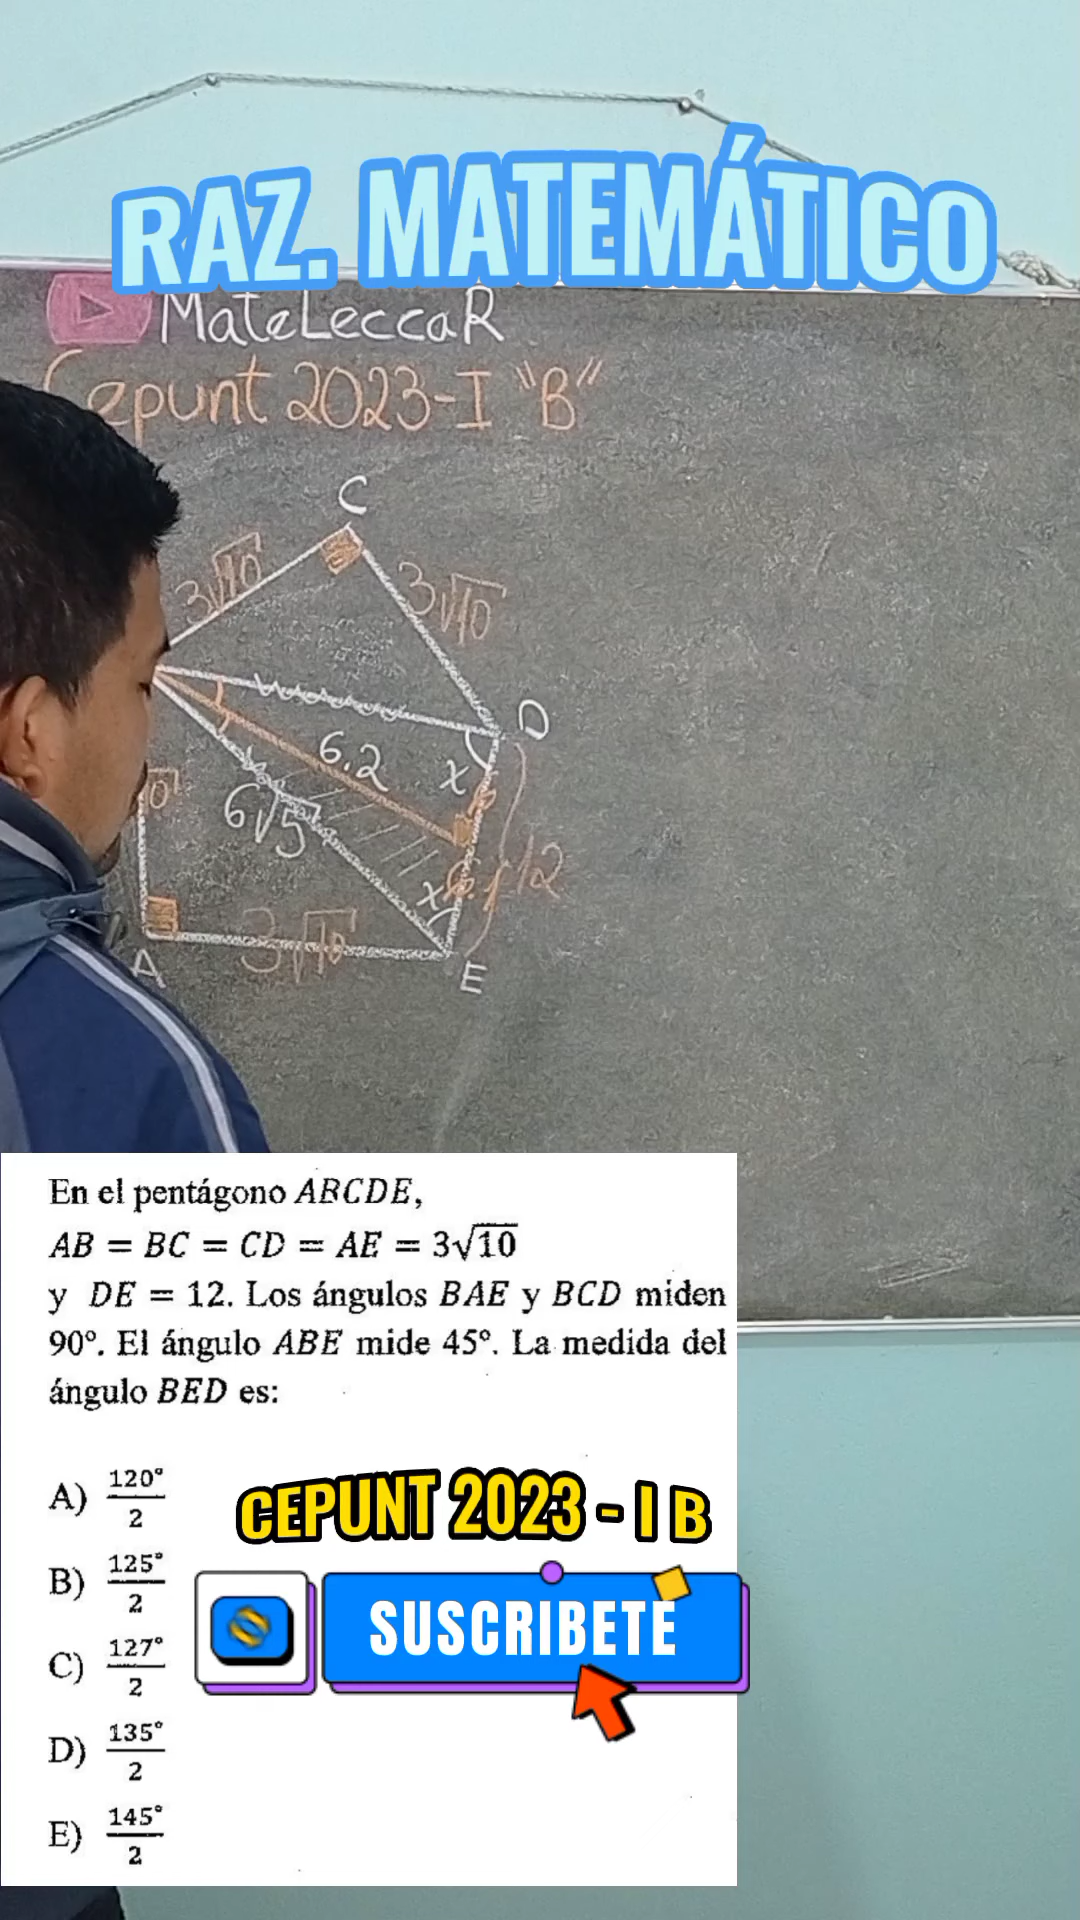 RAZ. MATEMÁTICO
MateLeccaR
Cepunt 2023-I "B"
C
3√10
3√10
D
6.2
x
6√5
12
x
6.1
3√10
A
E
En el pentágono ABCDE,
AB = BC = CD = AE = 3√10
y DE = 12. Los ángulos BAE y BCD miden
90°. El ángulo ABE mide 45°. La medida del
ángulo BED es:
A) 120°/2
B) 125°/2
C) 127°/2
D) 135°/2
E) 145°/2
CEPUNT 2023 - I B
SUSCRIBETE